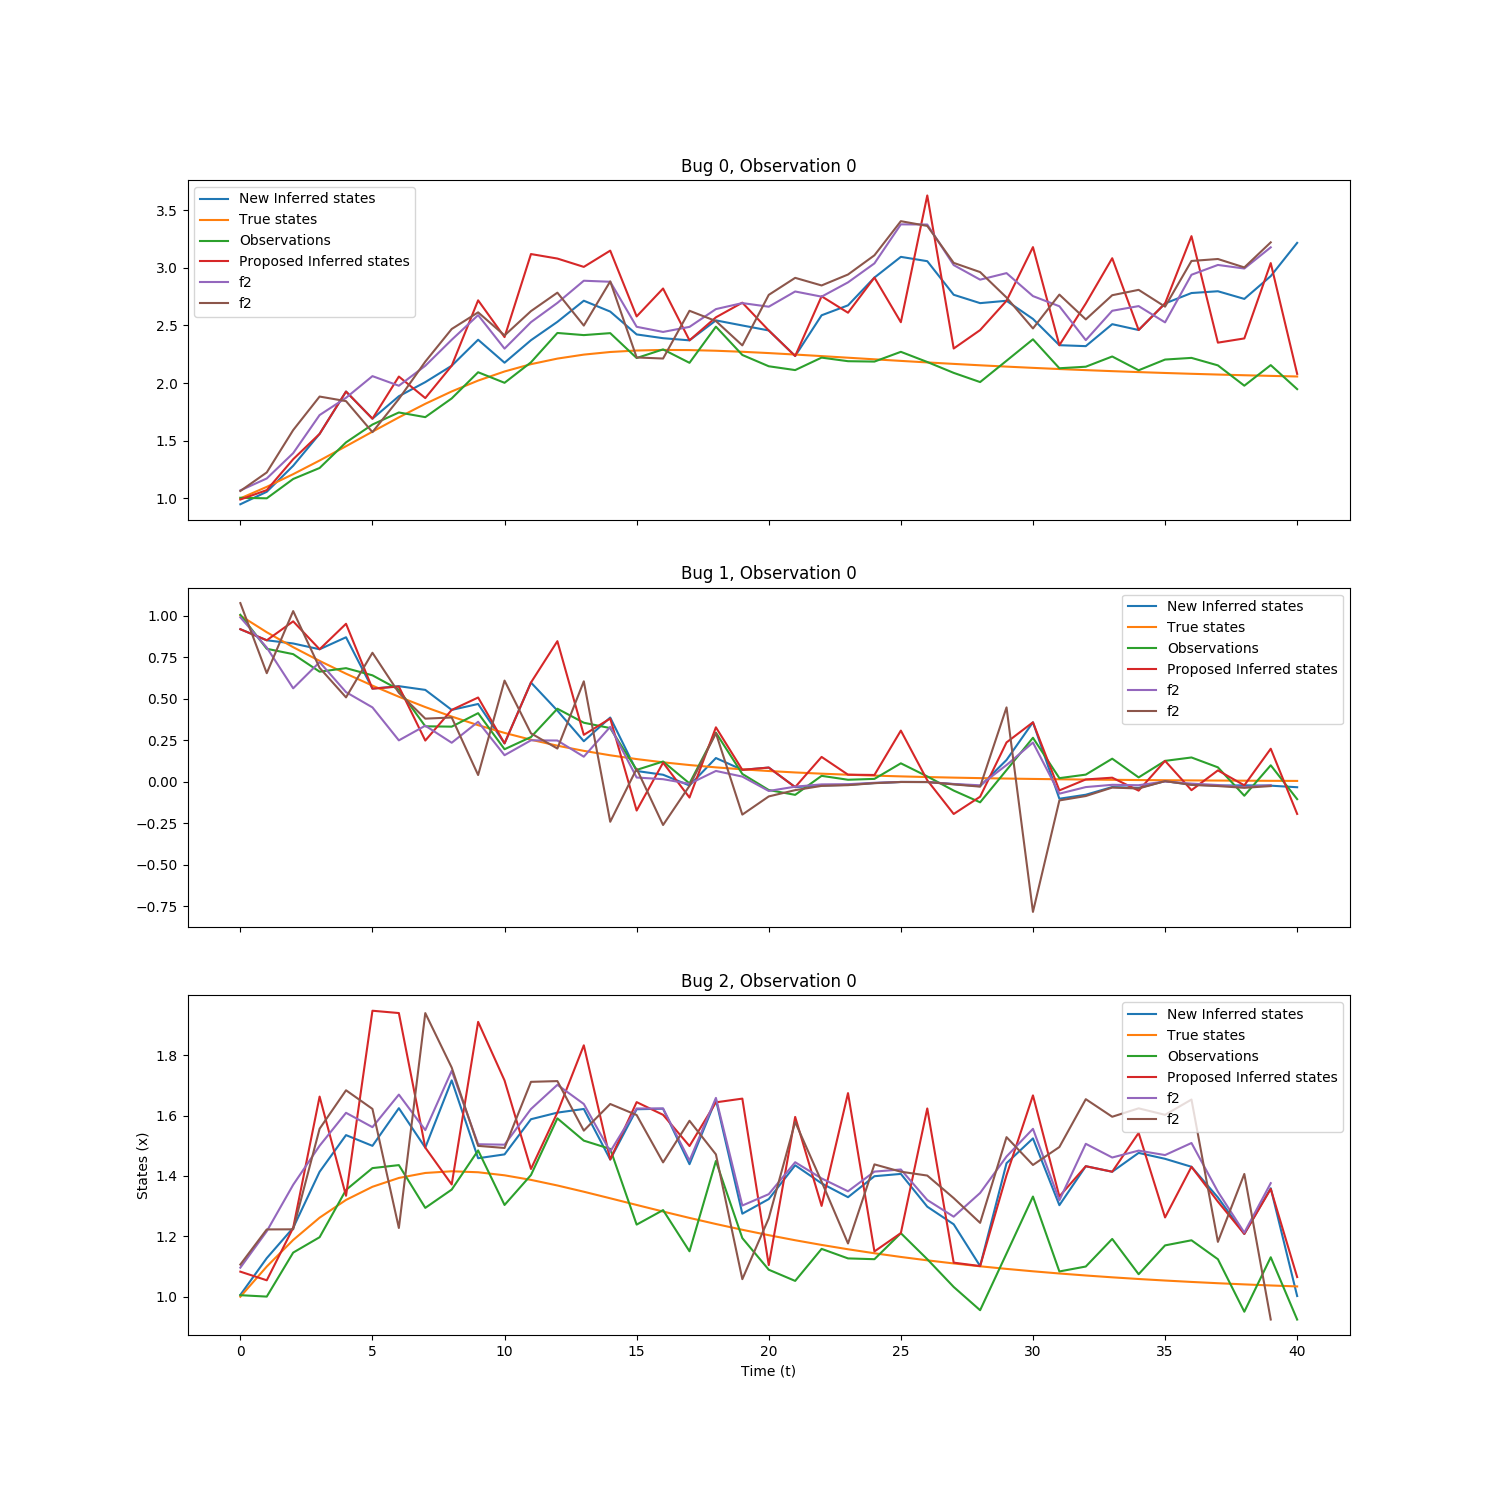 Bug 0, Observation 0
New Inferred states
True states
Observations
Proposed Inferred states
f2
f2
3.5
3.0
2.5
2.0
1.5
1.0
Bug 1, Observation 0
New Inferred states
True states
Observations
Proposed Inferred states
f2
f2
1.00
0.75
0.50
0.25
0.00
−0.25
−0.50
−0.75
Bug 2, Observation 0
New Inferred states
True states
Observations
Proposed Inferred states
f2
f2
1.8
1.6
1.4
1.2
1.0
States (x)
0 5 10 15 20 25 30 35 40
Time (t)